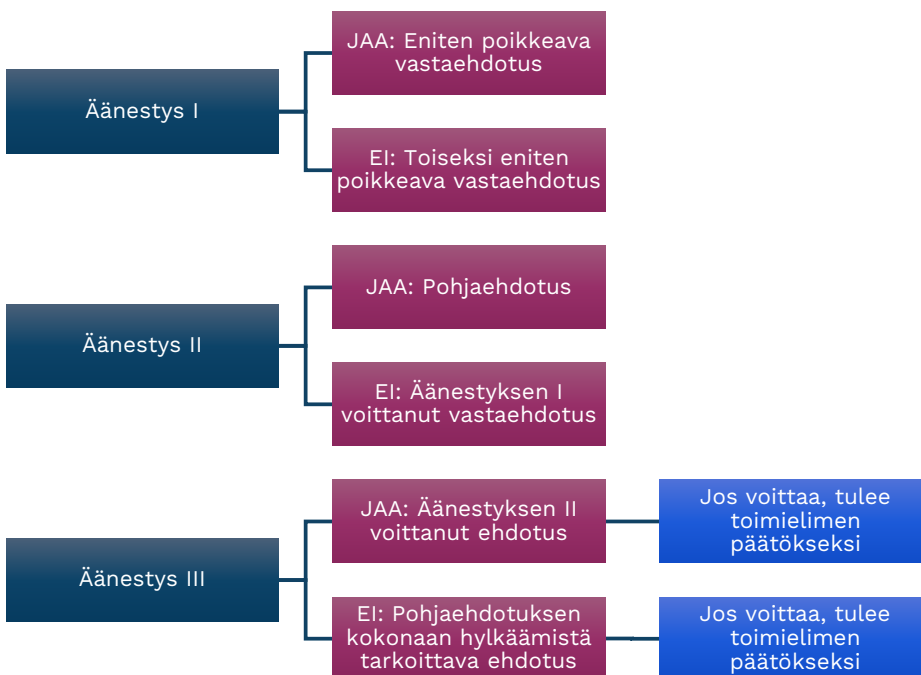 Äänestys I
JAA: Eniten poikkeava
vastaehdotus
EI: Toiseksi eniten
poikkeava vastaehdotus
Äänestys II
JAA: Pohjaehdotus
EI: Äänestyksen I
voittanut vastaehdotus
Äänestys III
JAA: Äänestyksen II
voittanut ehdotus
Jos voittaa, tulee
toimielimen
päätökseksi
EI: Pohjaehdotuksen
kokonaan hylkäämistä
tarkoittava ehdotus
Jos voittaa, tulee
toimielimen
päätökseksi